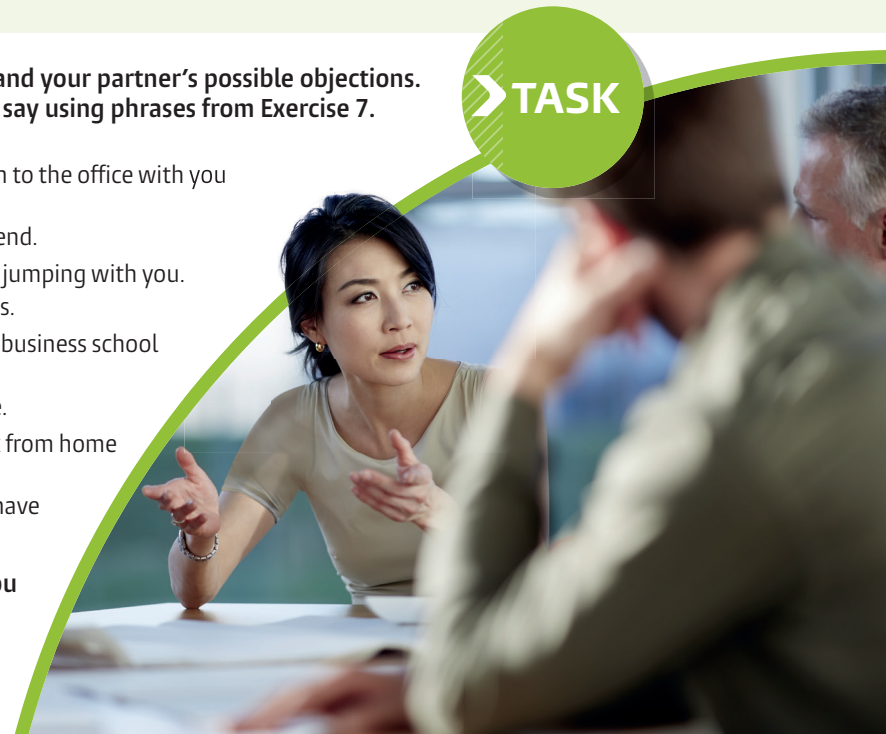 and your partner's possible objections.
say using phrases from Exercise 7.
TASK
to the office with you
end.
jumping with you.
s.
business school
from home
have
ou